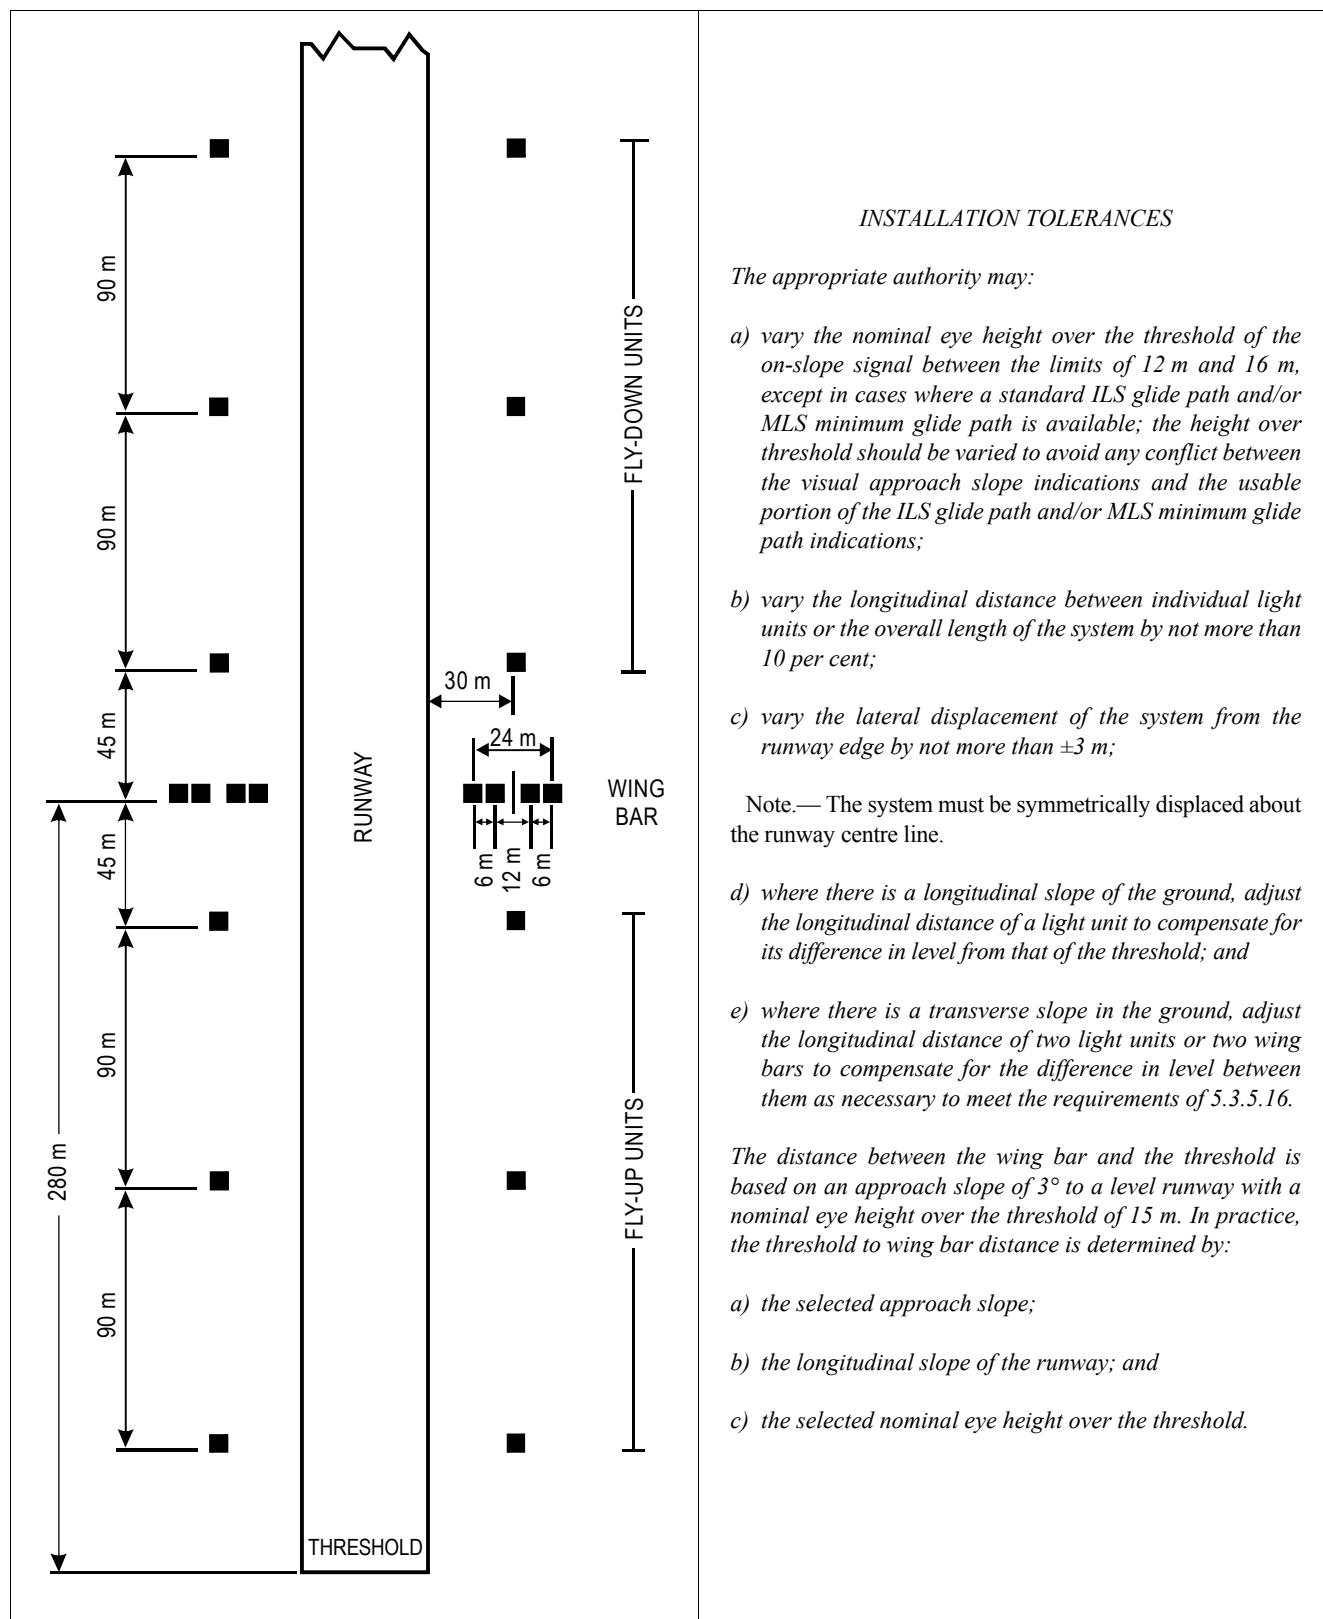 90 m
90 m
45 m
45 m
90 m
90 m
280 m
RUNWAY
THRESHOLD
30 m
24 m
6 m
12 m
6 m
FLY-DOWN UNITS
WING
BAR
FLY-UP UNITS
INSTALLATION TOLERANCES
The appropriate authority may:
a) vary the nominal eye height over the threshold of the
on-slope signal between the limits of 12 m and 16 m,
except in cases where a standard ILS glide path and/or
MLS minimum glide path is available; the height over
threshold should be varied to avoid any conflict between
the visual approach slope indications and the usable
portion of the ILS glide path and/or MLS minimum glide
path indications;
b) vary the longitudinal distance between individual light
units or the overall length of the system by not more than
10 per cent;
c) vary the lateral displacement of the system from the
runway edge by not more than ±3 m;
Note.— The system must be symmetrically displaced about
the runway centre line.
d) where there is a longitudinal slope of the ground, adjust
the longitudinal distance of a light unit to compensate for
its difference in level from that of the threshold; and
e) where there is a transverse slope in the ground, adjust
the longitudinal distance of two light units or two wing
bars to compensate for the difference in level between
them as necessary to meet the requirements of 5.3.5.16.
The distance between the wing bar and the threshold is
based on an approach slope of 3° to a level runway with a
nominal eye height over the threshold of 15 m. In practice,
the threshold to wing bar distance is determined by:
a) the selected approach slope;
b) the longitudinal slope of the runway; and
c) the selected nominal eye height over the threshold.